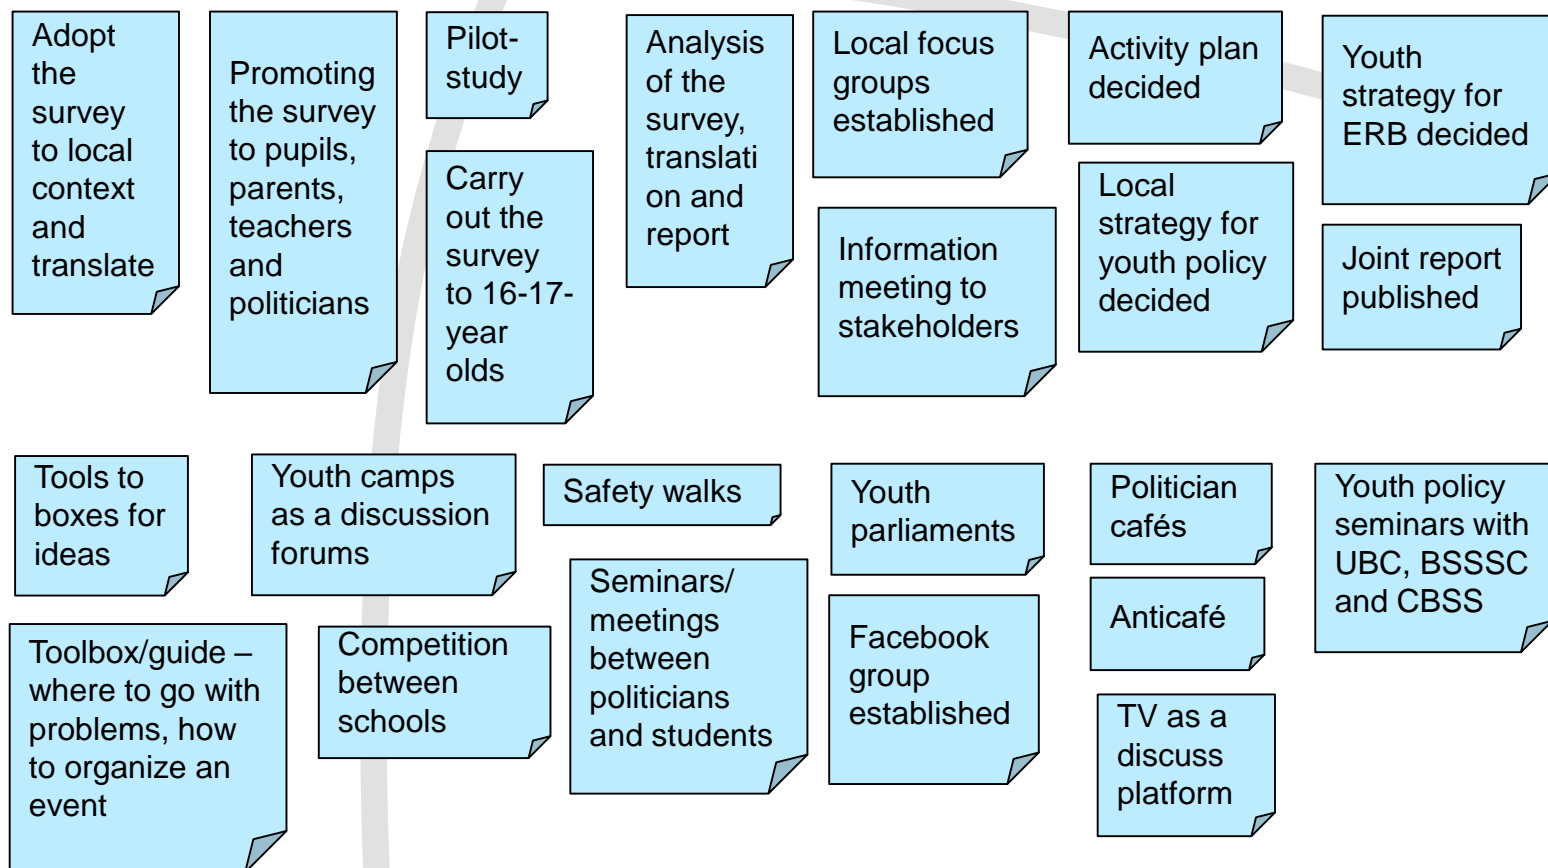 Adopt
the
survey
to local
context
and
translate
Promoting
the survey
to pupils,
parents,
teachers
and
politicians
Pilot-
study
Carry
out the
survey
to 16-17-
year
olds
Analysis
of the
survey,
translati
on and
report
Local focus
groups
established
Information
meeting to
stakeholders
Activity plan
decided
Local
strategy for
youth policy
decided
Youth
strategy for
ERB decided
Joint report
published
Tools to
boxes for
ideas
Toolbox/guide –
where to go with
problems, how
to organize an
event
Youth camps
as a discussion
forums
Competition
between
schools
Safety walks
Seminars/
meetings
between
politicians
and students
Youth
parliaments
Facebook
group
established
Politician
cafés
Anticafé
TV as a
discuss
platform
Youth policy
seminars with
UBC, BSSSC
and CBSS